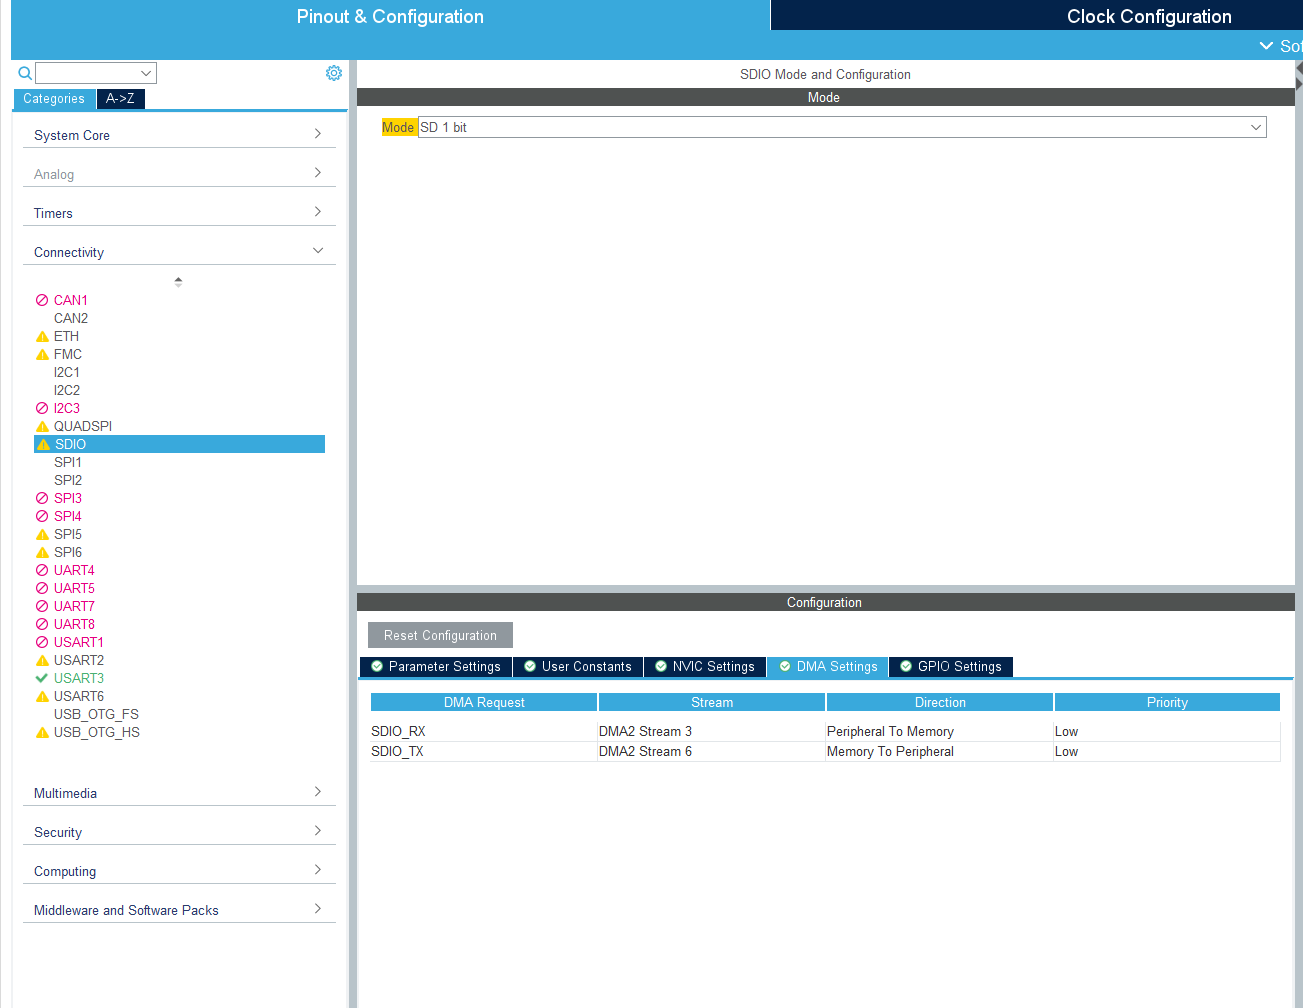 Pinout & Configuration
Clock Configuration
Sof
Categories
A->Z
System Core
Analog
Timers
Connectivity
CAN1
CAN2
ETH
FMC
I2C1
I2C2
I2C3
QUADSPI
SDIO
SPI1
SPI2
SPI3
SPI4
SPI5
SPI6
UART4
UART5
UART7
UART8
USART1
USART2
USART3
USART6
USB_OTG_FS
USB_OTG_HS
Multimedia
Security
Computing
Middleware and Software Packs
SDIO Mode and Configuration
Mode
Mode SD 1 bit
Configuration
Reset Configuration
Parameter Settings
User Constants
NVIC Settings
DMA Settings
GPIO Settings
DMA Request Stream Direction Priority
SDIO_RX DMA2 Stream 3 Peripheral To Memory Low
SDIO_TX DMA2 Stream 6 Memory To Peripheral Low